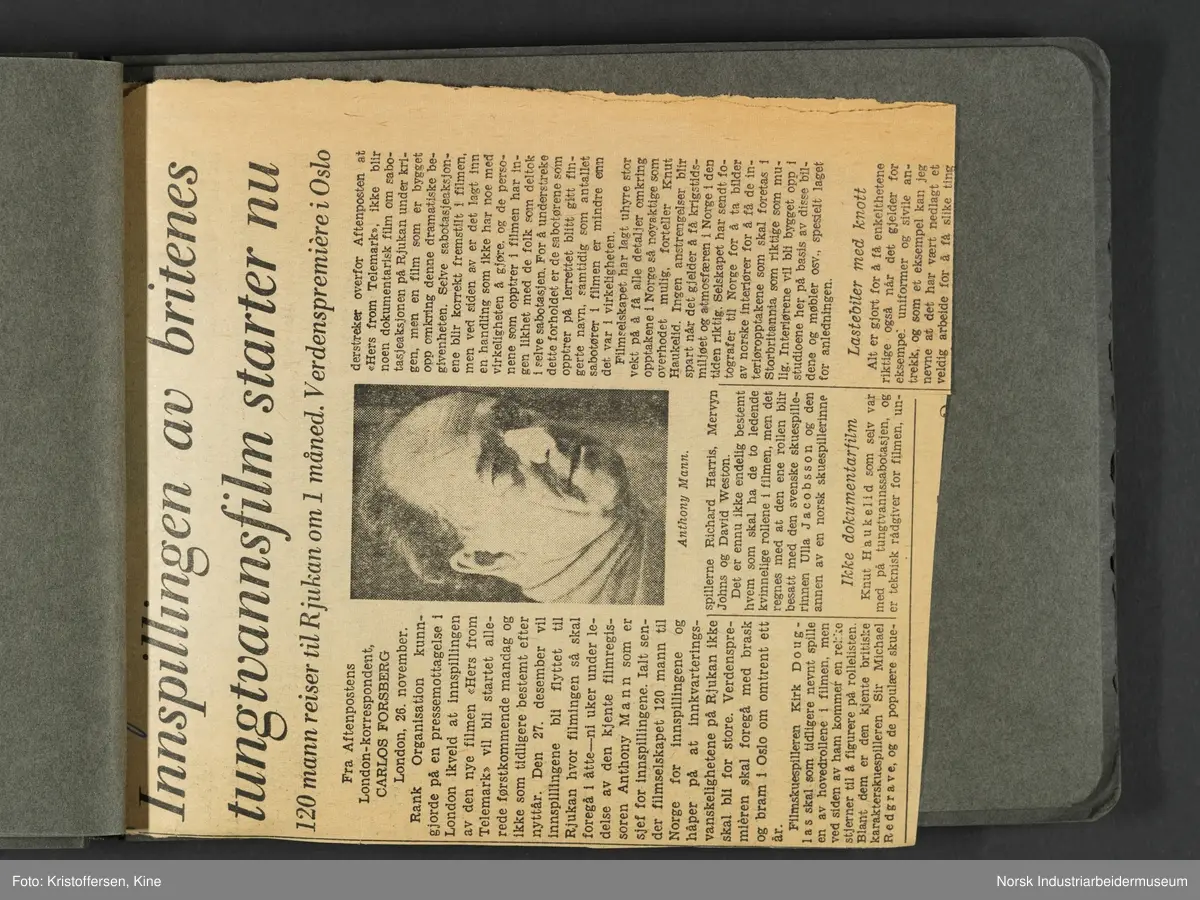 Innspillingen av britenes
tungtvannsfilm starter nu
120 mann reiser til Rjukan om 1 måned. Verdenspremière i Oslo
Fra Aftenpostens
London-korrespondent,
CARLOS FORSBERG
London, 26. november.
Rank Organisation kunn-
gjorde på en pressemottagelse i
London ikveld at innspillingen
av den nye filmen «Hers from
Telemark» vil bli startet alle-
rede førstkommende mandag og
ikke som tidligere bestemt efter
nyttår. Den 27. desember vil
innspillingene bli flyttet til
Rjukan hvor filmingen så skal
foregå i åtte—ni uker under le-
delse av den kjente filmregis-
soren Anthony Mann som er
sjef for innspillingene. Ialt sen-
der filmselskapet 120 mann til
Norge for innspillingene og
håper på at innkvarterings-
vanskelighetene på Rjukan ikke
skal bli for store. Verdenspre-
mièren skal foregå med brask
og bram i Oslo om omtrent ett
år.
Filmskuespilleren Kirk Doug-
las skal som tidligere nevnt spille
en av hovedrollene i filmen, men
ved siden av ham kommer en rekke
stjerner til å figurere på rollelisten.
Blant dem er den kjente britiske
karakterskuespilleren Sir Michael
Redgrave, og de populære skue-
Anthony Mann.
spillerne Richard Harris, Mervyn
Johns og David Weston.
Det er ennu ikke endelig bestemt
hvem som skal ha de to ledende
kvinnelige rollene i filmen, men det
regnes med at den ene rollen blir
besatt med den svenske skuespille-
rinnen Ulla Jacobsson og den
annen av en norsk skuespillerinne
Ikke dokumentarfilm
Knut Haukelid som selv var
med på tungtvannssabotasjen, og
er teknisk rådgiver for filmen, un-
derstreker overfor Aftenposten at
«Hers from Telemark», ikke blir
noen dokumentarisk film om sabo-
tasjeaksjonen på Rjukan under kri-
gen, men en film som er bygget
opp omkring denne dramatiske be-
givenheten. Selve sabotasjeaksjon-
ene blir korrekt fremstilt i filmen,
men ved siden av er det lagt inn
en handling som ikke har noe med
virkeligheten å gjøre, og de perso-
nene som opptrer i filmen har in-
gen likhet med de folk som deltok
i selve sabotasjen. For å understreke
dette forholdet er de sabotørene som
opptrer på lerrettet blitt gitt fin-
gerte navn, samtidig som antallet
sabotører i filmen er mindre enn
det var i virkeligheten.
Filmselskapet har lagt uhyre stor
vekt på å få alle detaljer omkring
opptakene i Norge så nøyaktige som
overhodet mulig, forteller Knut
Haukelid. Ingen anstrengelser blir
spart når det gjelder å få krigstids-
miljøet og atmosfæren i Norge i den
tiden riktig. Selskapet har sendt fo-
tografer til Norge for å ta bilder
av norske interiører for å få de in-
teriøropptakene som skal foretas i
Storbritannia som riktige som mu-
lig. Interiørene vil bli bygget opp i
studioene her på basis av disse bil-
dene og møbler osv., spesielt laget
for anledningen.
Lastebiler med knott
Alt er gjort for å få enkelthetene
riktige også når det gjelder for
eksempel uniformer og sivile an-
trekk, og som et eksempel kan jeg
nevne at det har vært nedlagt et
veldig arbeide for å få slike ting
Foto: Kristoffersen, Kine
Norsk Industriarbeidermuseum